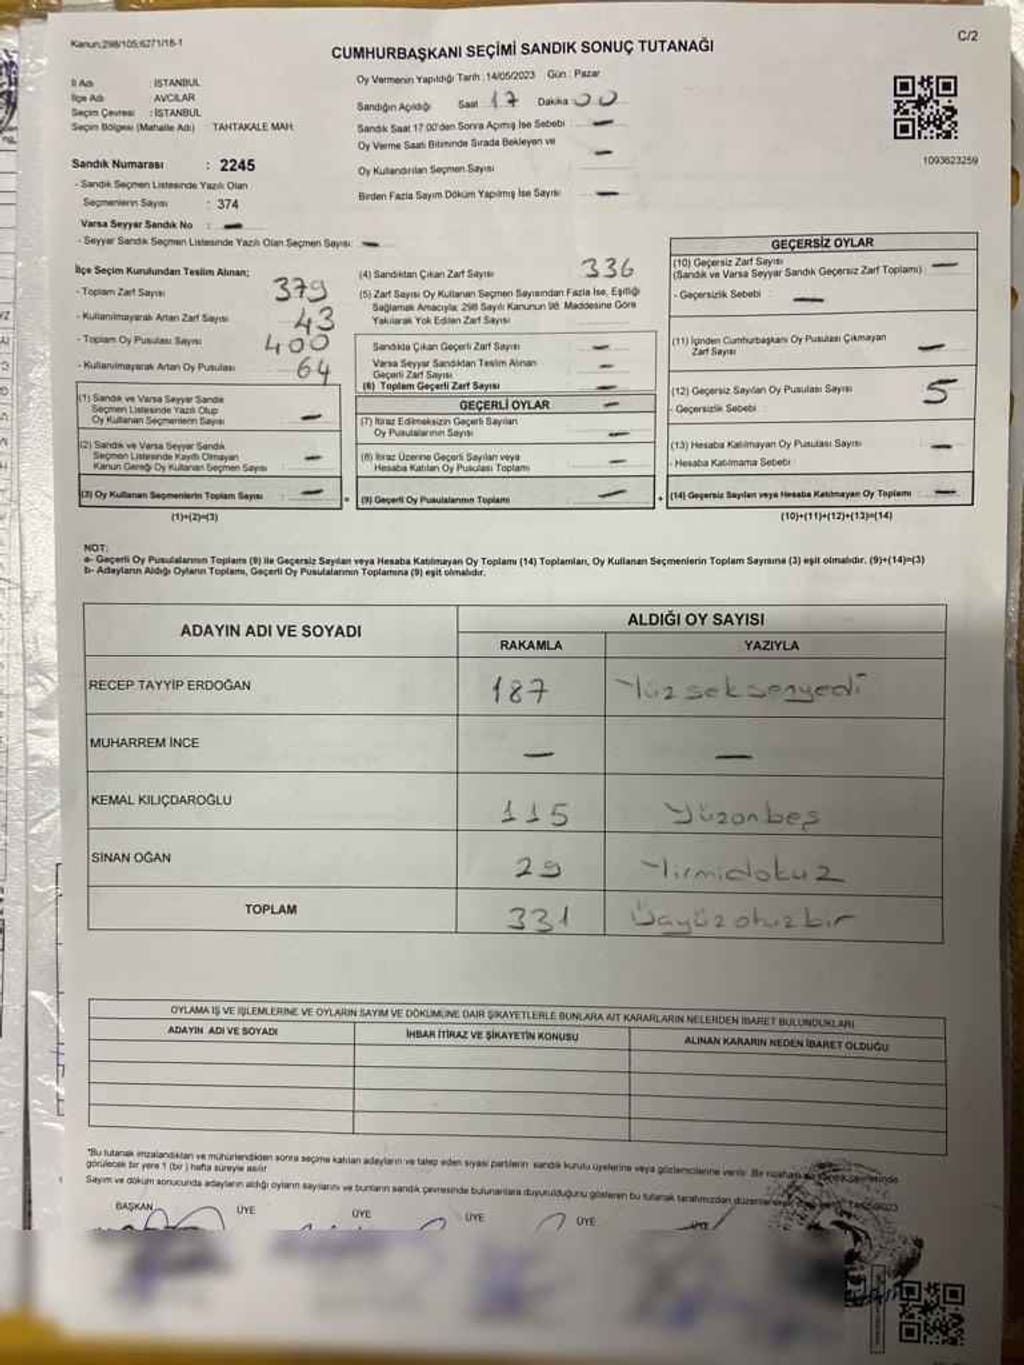 Kanun:298/105;6271/18-1
C/2
CUMHURBAŞKANI SEÇİMİ SANDIK SONUÇ TUTANAĞI
İl Adı : İSTANBUL
İlçe Adı : AVCILAR
Seçim Çevresi : İSTANBUL
Seçim Bölgesi (Mahalle Adı) TAHTAKALE MAH.
Sandık Numarası : 2245
- Sandık Seçmen Listesinde Yazılı Olan
Seçmenlerin Sayısı : 374
Varsa Seyyar Sandık No : —
- Seyyar Sandık Seçmen Listesinde Yazılı Olan Seçmen Sayısı: —
Oy Vermenin Yapıldığı Tarih :14/05/2023 Gün : Pazar
Sandığın Açıldığı Saat 17 Dakika 00
Sandık Saat 17:00'den Sonra Açımış İse Sebebi : —
Oy Verme Saati Bitiminde Sırada Bekleyen ve
Oy Kullandırılan Seçmen Sayısı —
Birden Fazla Sayım Döküm Yapılmış İse Sayısı —
1093623259
İlçe Seçim Kurulundan Teslim Alınan;
- Toplam Zarf Sayısı 379
- Kullanılmayarak Artan Zarf Sayısı 43
- Toplam Oy Pusulası Sayısı 400
- Kullanılmayarak Artan Oy Pusulası 64
(1) Sandık ve Varsa Seyyar Sandık
Seçmen Listesinde Yazılı Olup
Oy Kullanan Seçmenlerin Sayısı —
(2) Sandık ve Varsa Seyyar Sandık
Seçmen Listesinde Kayıtlı Olmayan
Kanun Gereği Oy Kullanan Seçmen Sayısı —
(3) Oy Kullanan Seçmenlerin Toplam Sayısı —
(1)+(2)=(3)
(4) Sandıktan Çıkan Zarf Sayısı 336
(5) Zarf Sayısı Oy Kullanan Seçmen Sayısından Fazla İse, Eşitliği
Sağlamak Amacıyla; 298 Sayılı Kanunun 98. Maddesine Göre
Yakılarak Yok Edilen Zarf Sayısı
Sandıkta Çıkan Geçerli Zarf Sayısı —
Varsa Seyyar Sandıktan Teslim Alınan
Geçerli Zarf Sayısı —
(6) Toplam Geçerli Zarf Sayısı —
GEÇERLİ OYLAR —
(7) İtiraz Edilmeksizin Geçerli Sayılan
Oy Pusulalarının Sayısı —
(8) İtiraz Üzerine Geçerli Sayılan veya
Hesaba Katılan Oy Pusulası Toplamı —
(9) Geçerli Oy Pusulalarının Toplamı —
GEÇERSİZ OYLAR
(10) Geçersiz Zarf Sayısı
(Sandık ve Varsa Seyyar Sandık Geçersiz Zarf Toplamı) : —
- Geçersizlik Sebebi : —
(11) İçinden Cumhurbaşkanı Oy Pusulası Çıkmayan
Zarf Sayısı —
(12) Geçersiz Sayılan Oy Pusulası Sayısı 5
- Geçersizlik Sebebi :
(13) Hesaba Katılmayan Oy Pusulası Sayısı —
- Hesaba Katılmama Sebebi :
(14) Geçersiz Sayılan veya Hesaba Katılmayan Oy Toplamı —
(10)+(11)+(12)+(13)=(14)
NOT:
a- Geçerli Oy Pusulalarının Toplamı (9) ile Geçersiz Sayılan veya Hesaba Katılmayan Oy Toplamı (14) Toplamları, Oy Kullanan Seçmenlerin Toplam Sayısına (3) eşit olmalıdır. (9)+(14)=(3)
b- Adayların Aldığı Oyların Toplamı, Geçerli Oy Pusulalarının Toplamına (9) eşit olmalıdır.
ADAYIN ADI VE SOYADI
ALDIĞI OY SAYISI
RAKAMLA YAZIYLA
RECEP TAYYİP ERDOĞAN 187 Yüzseksenyedi
MUHARREM İNCE — —
KEMAL KILIÇDAROĞLU 115 Yüzonbeş
SİNAN OĞAN 29 Yirmidokuz
TOPLAM 331 Üçyüzotuzbir
OYLAMA İŞ VE İŞLEMLERİNE VE OYLARIN SAYIM VE DÖKÜMÜNE DAİR ŞİKAYETLERLE BUNLARA AİT KARARLARIN NELERDEN İBARET BULUNDUKLARI
ADAYIN ADI VE SOYADI İHBAR İTİRAZ VE ŞİKAYETİN KONUSU ALINAN KARARIN NEDEN İBARET OLDUĞU
*Bu tutanak imzalandıktan ve mühürlendikten sonra seçime katılan adayların ve talep eden siyasi partilerin sandık kurulu üyelerine veya gözlemcilerine verilir. Bir
görülecek bir yere 1 (bir) hafta süreyle asılır
Sayım ve döküm sonucunda adayların aldığı oyların sayılarını ve bunların sandık çevresinde bulunanlara duyurulduğunu gösteren bu tutanak tarafımızdan
BAŞKAN ÜYE ÜYE ÜYE ÜYE ÜYE